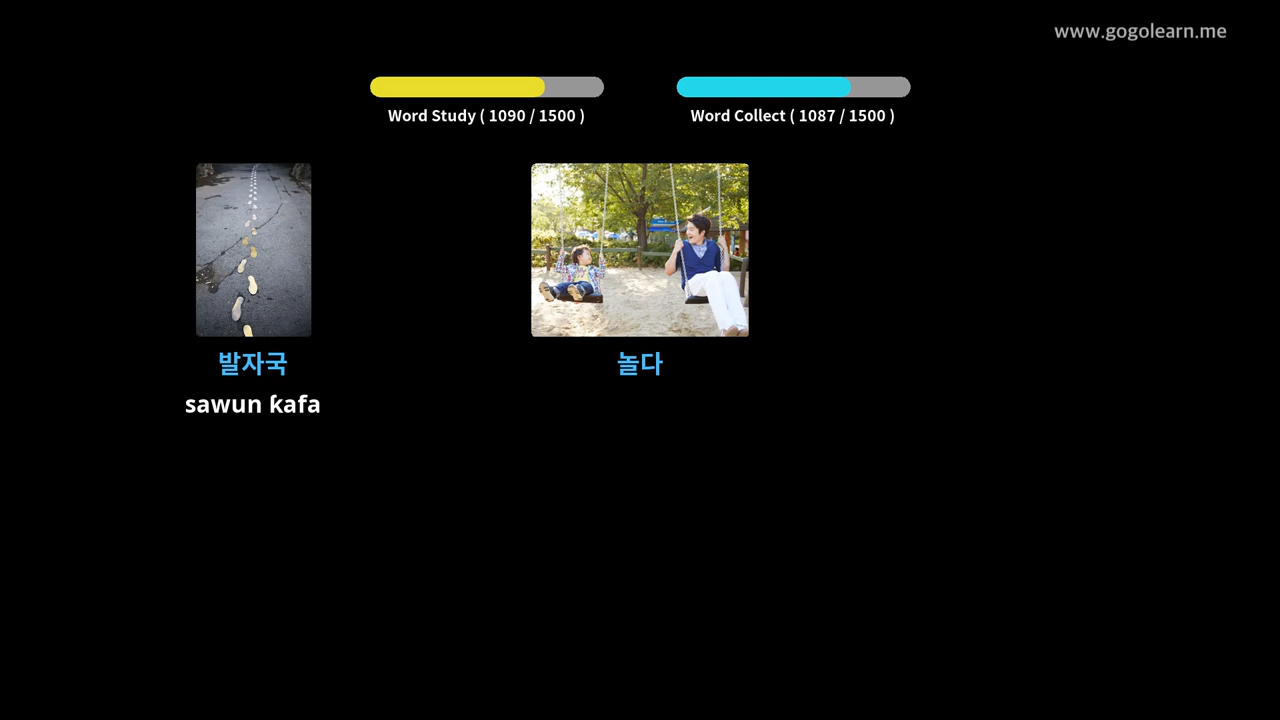 www.gogolearn.me
Word Study ( 1090 / 1500 )
Word Collect ( 1087 / 1500 )
발자국
놀다
sawun ƙafa